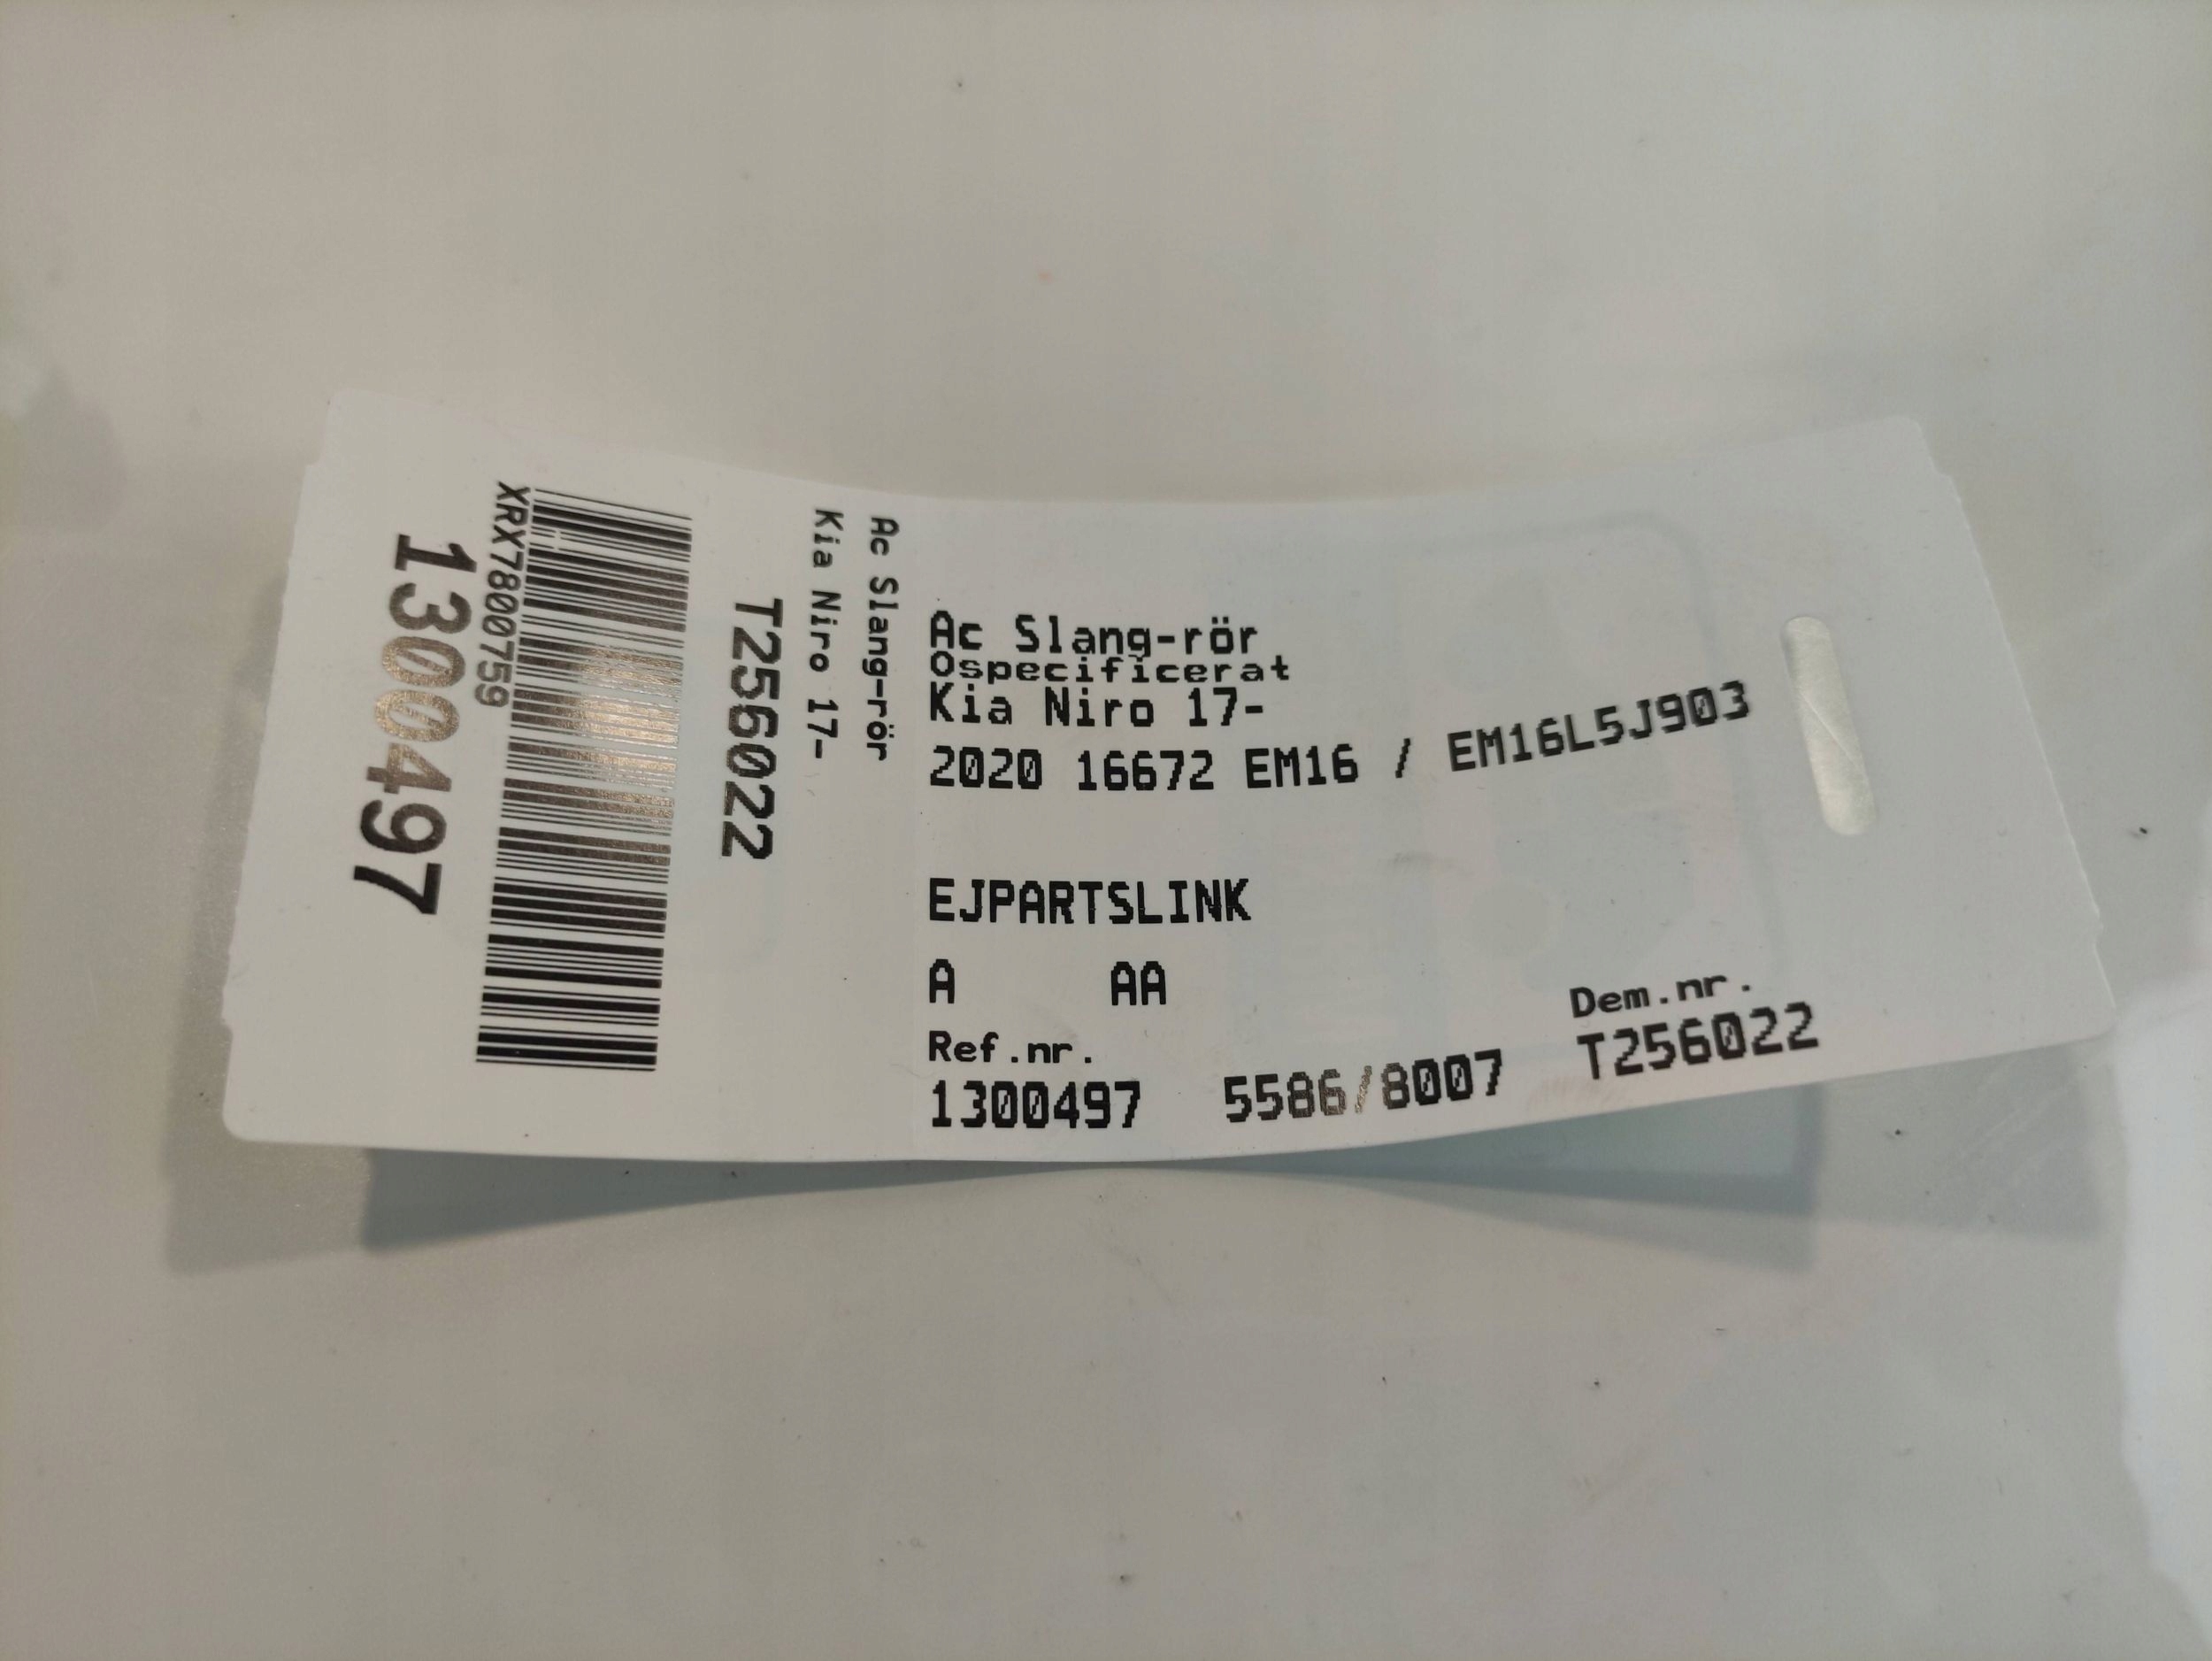 Ac Slang-rör
Ospecificerat
Kia Niro 17-
2020 16672 EM16 / EM16L5J903
EJPARTSLINK
A AA
Ref.nr. Dem.nr.
1300497 5586/8007 T256022
Ac Slang-rör
Kia Niro 17-
T256022
XRX7800759
1300497